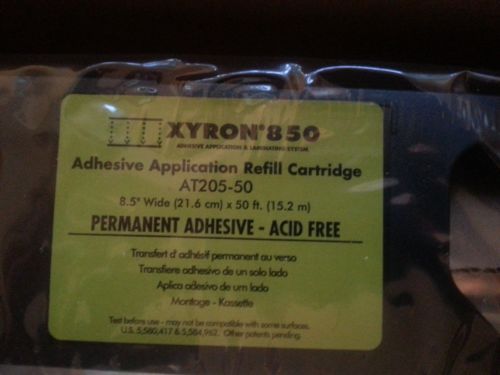 XYRON®850
ADHESIVE APPLICATION & LAMINATING SYSTEM
Adhesive Application Refill Cartridge
AT205-50
8.5" Wide (21.6 cm) x 50 ft. (15.2 m)
PERMANENT ADHESIVE - ACID FREE
Transfert d'adhésif permanent au verso
Transfiere adhesivo de un solo lado
Aplica adesivo de um lado
Montage - Kassette
Test before use - may not be compatible with some surfaces.
U.S. 5,580,417 & 5,584,962. Other patents pending.